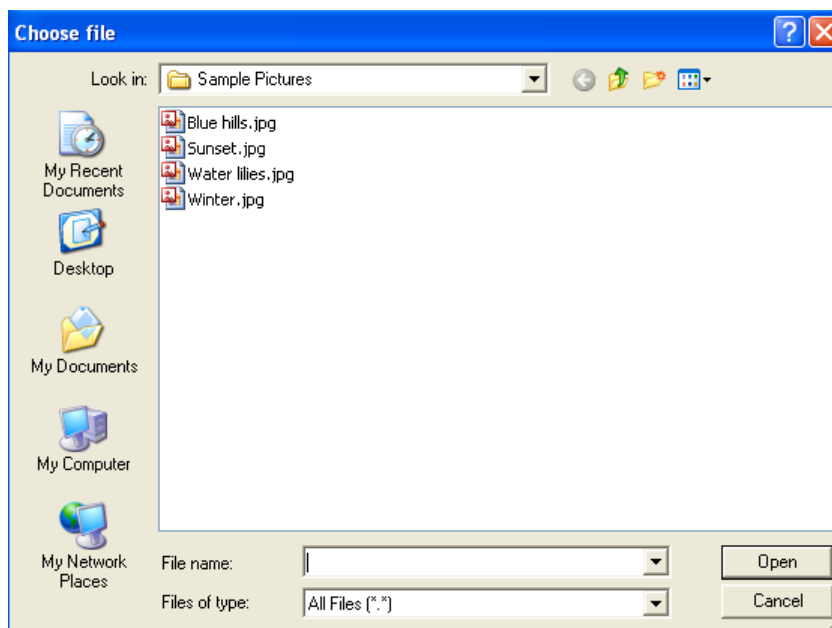 Choose file
?
Look in: Sample Pictures
My Recent
Documents
Desktop
My Documents
My Computer
My Network
Places
Blue hills.jpg
Sunset.jpg
Water lilies.jpg
Winter.jpg
File name: Open
Files of type: All Files (*.*) Cancel